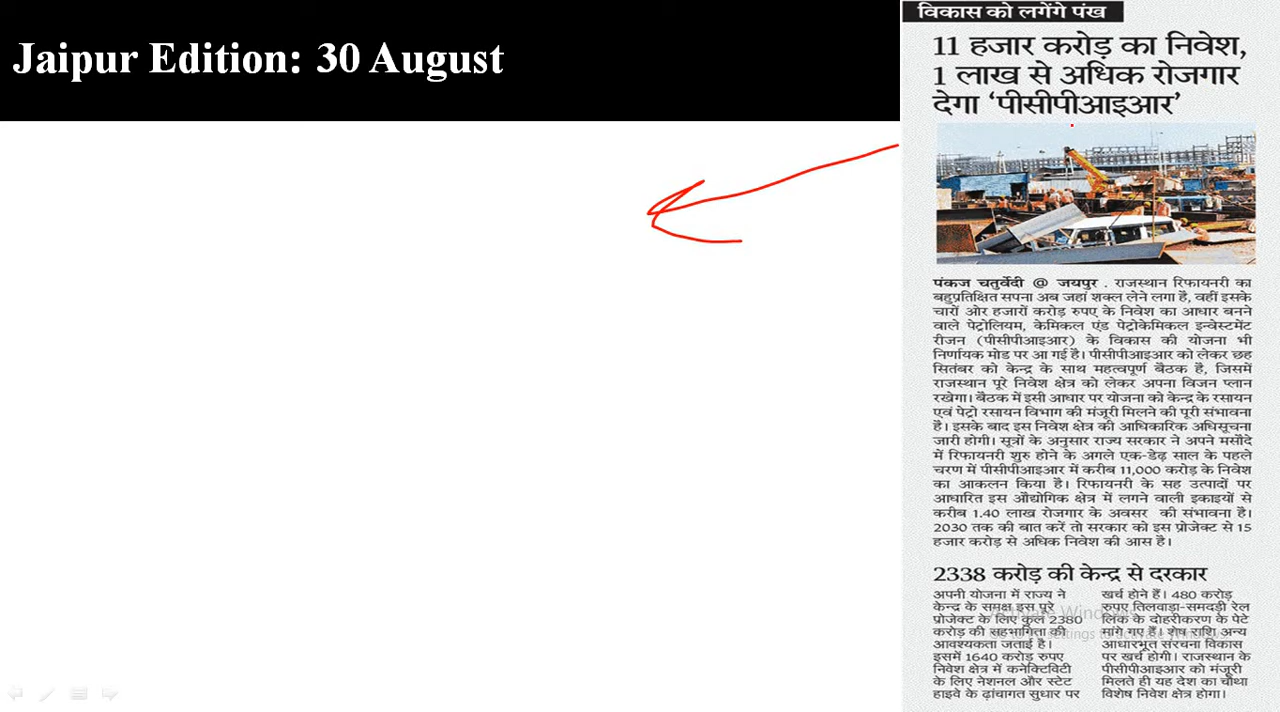 Jaipur Edition: 30 August
विकास को लगेंगे पंख
11 हजार करोड़ का निवेश,
1 लाख से अधिक रोजगार
देगा ‘पीसीपीआइआर’
पंकज चतुर्वेदी @ जयपुर . राजस्थान रिफायनरी का
बहुप्रतिक्षित सपना अब जहां शक्ल लेने लगा है, वहीं इसके
चारों ओर हजारों करोड़ रुपए के निवेश का आधार बनने
वाले पेट्रोलियम, केमिकल एंड पेट्रोकेमिकल इन्वेस्टमेंट
रीजन (पीसीपीआइआर) के विकास की योजना भी
निर्णायक मोड पर आ गई है। पीसीपीआइआर को लेकर छह
सितंबर को केन्द्र के साथ महत्वपूर्ण बैठक है, जिसमें
राजस्थान पूरे निवेश क्षेत्र को लेकर अपना विजन प्लान
रखेगा। बैठक में इसी आधार पर योजना को केन्द्र के रसायन
एवं पेट्रो रसायन विभाग की मंजूरी मिलने की पूरी संभावना
है। इसके बाद इस निवेश क्षेत्र की आधिकारिक अधिसूचना
जारी होगी। सूत्रों के अनुसार राज्य सरकार ने अपने मसौदे
में रिफायनरी शुरु होने के अगले एक-डेढ़ साल के पहले
चरण में पीसीपीआइआर में करीब 11,000 करोड़ के निवेश
का आकलन किया है। रिफायनरी के सह उत्पादों पर
आधारित इस औद्योगिक क्षेत्र में लगने वाली इकाइयों से
करीब 1.40 लाख रोजगार के अवसर की संभावना है।
2030 तक की बात करें तो सरकार को इस प्रोजेक्ट से 15
हजार करोड़ से अधिक निवेश की आस है।
2338 करोड़ की केन्द्र से दरकार
अपनी योजना में राज्य ने
केन्द्र के समक्ष इस पूरे
प्रोजेक्ट के लिए कुल 2380
करोड़ की सहभागिता की
आवश्यकता जताई है।
इसमें 1640 करोड़ रुपए
निवेश क्षेत्र में कनेक्टिविटी
के लिए नेशनल और स्टेट
हाइवे के ढ़ांचागत सुधार पर
खर्च होने हैं। 480 करोड़
रुपए तिलवाड़ा-समदड़ी रेल
लिंक के दोहरीकरण के पेटे
मांगे गए हैं। शेष राशि अन्य
आधारभूत संरचना विकास
पर खर्च होगी। राजस्थान के
पीसीपीआइआर को मंजूरी
मिलते ही यह देश का चौथा
विशेष निवेश क्षेत्र होगा।
Activate Windows